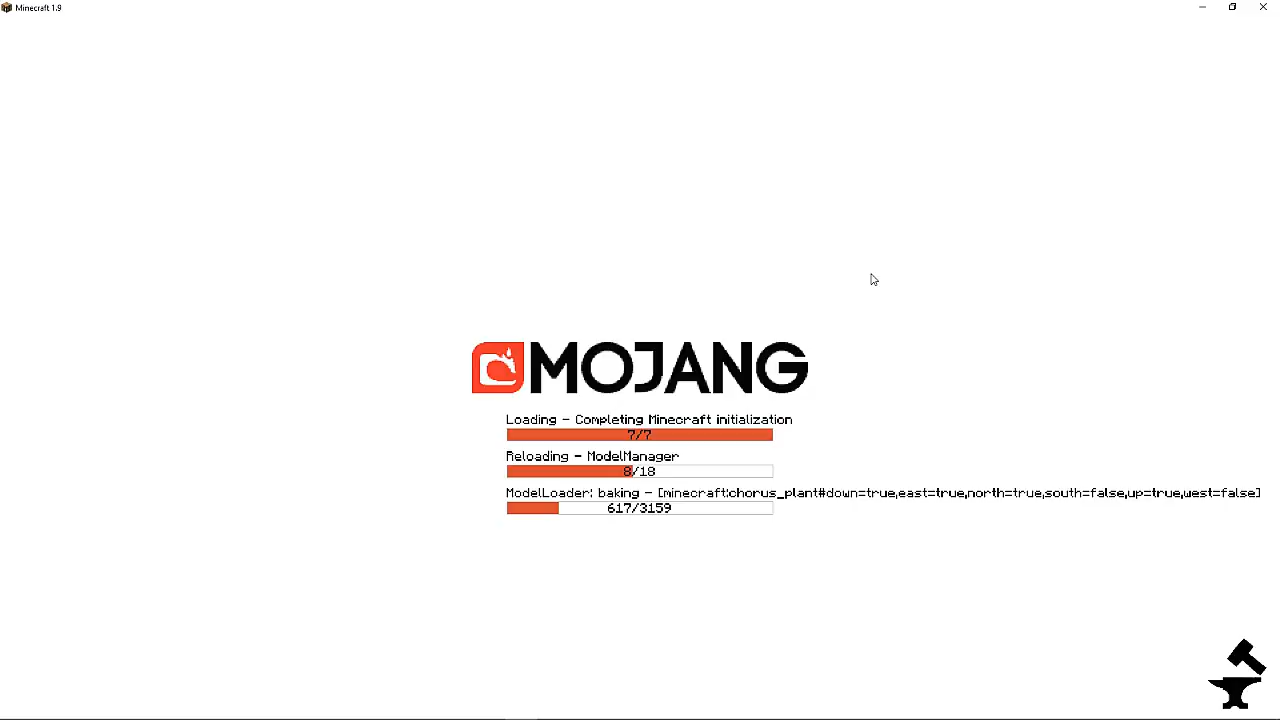 Minecraft 1.9
MOJANG
Loading - Completing Minecraft initialization
7/7
Reloading - ModelManager
8/18
ModelLoader: baking - [minecraft:chorus_plant#down=true,east=true,north=true,south=false,up=true,west=false]
617/3159